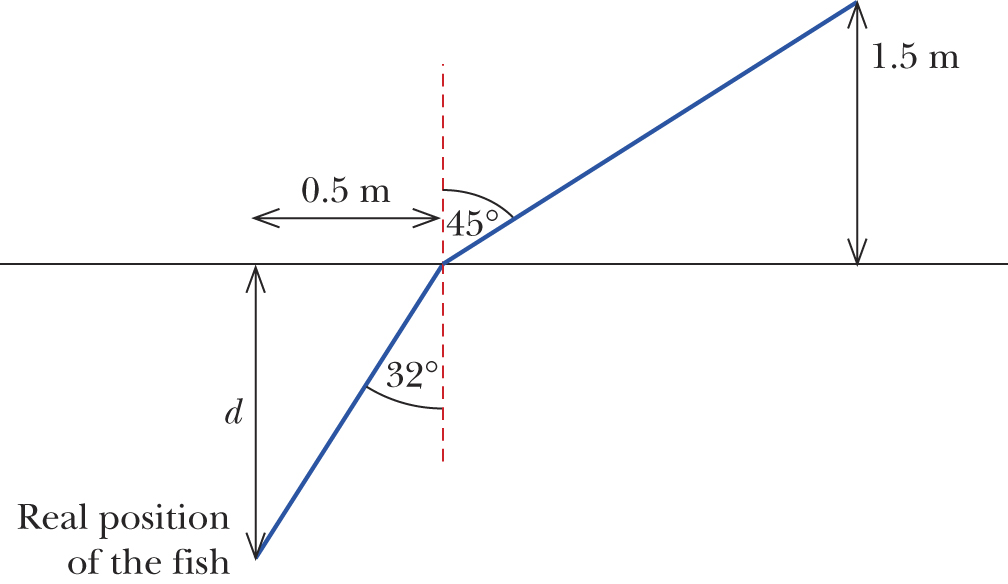 1.5 m
0.5 m
45°
32°
d
Real position
of the fish